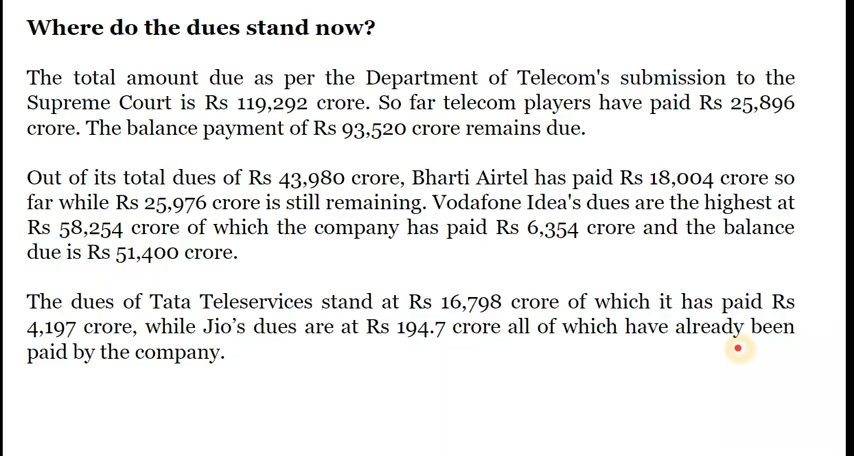 Where do the dues stand now?
The total amount due as per the Department of Telecom's submission to the
Supreme Court is Rs 119,292 crore. So far telecom players have paid Rs 25,896
crore. The balance payment of Rs 93,520 crore remains due.
Out of its total dues of Rs 43,980 crore, Bharti Airtel has paid Rs 18,004 crore so
far while Rs 25,976 crore is still remaining. Vodafone Idea's dues are the highest at
Rs 58,254 crore of which the company has paid Rs 6,354 crore and the balance
due is Rs 51,400 crore.
The dues of Tata Teleservices stand at Rs 16,798 crore of which it has paid Rs
4,197 crore, while Jio’s dues are at Rs 194.7 crore all of which have already been
paid by the company.